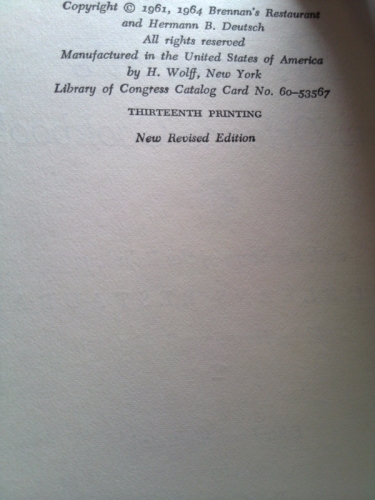 Copyright © 1961, 1964 Brennan's Restaurant
and Hermann B. Deutsch
All rights reserved
Manufactured in the United States of America
by H. Wolff, New York
Library of Congress Catalog Card No. 60–53567
THIRTEENTH PRINTING
New Revised Edition